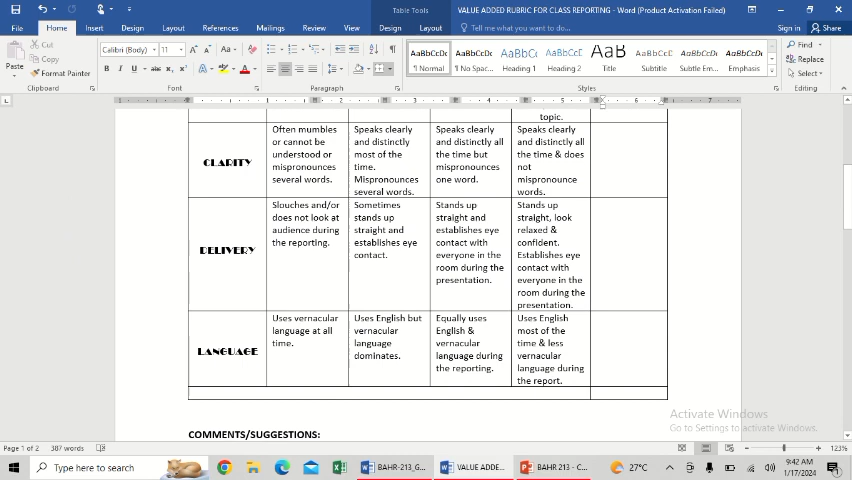 Table Tools
VALUE ADDED RUBRIC FOR CLASS REPORTING - Word (Product Activation Failed)
File Home Insert Draw Design Layout References Mailings Review View Design Layout Tell me what you want to do... Sign in Share
Paste
Cut
Copy
Format Painter
Clipboard
Calibri (Body) 11
Font
Paragraph
AaBbCcDc AaBbCcDc AaBbCc AaBbCcD AaB AaBbCcD AaBbCcDc AaBbCcDc
¶ Normal ¶ No Spac... Heading 1 Heading 2 Title Subtitle Subtle Em... Emphasis
Styles
Find
Replace
Select
Editing
topic.
CLARITY
Often mumbles
or cannot be
understood or
mispronounces
several words.
Speaks clearly
and distinctly
most of the
time.
Mispronounces
several words.
Speaks clearly
and distinctly all
the time but
mispronounces
one word.
Speaks clearly
and distinctly all
the time & does
not
mispronounce
words.
DELIVERY
Slouches and/or
does not look at
audience during
the reporting.
Sometimes
stands up
straight and
establishes eye
contact.
Stands up
straight and
establishes eye
contact with
everyone in the
room during the
presentation.
Stands up
straight, look
relaxed &
confident.
Establishes eye
contact with
everyone in the
room during the
presentation.
LANGUAGE
Uses vernacular
language at all
time.
Uses English but
vernacular
language
dominates.
Equally uses
English &
vernacular
language during
the reporting.
Uses English
most of the
time & less
vernacular
language during
the report.
COMMENTS/SUGGESTIONS:
Activate Windows
Go to Settings to activate Windows.
Page 1 of 2 387 words 123%
Type here to search
BAHR-213_G...
VALUE ADDE...
BAHR 213 - C...
27°C
9:42 AM
1/17/2024